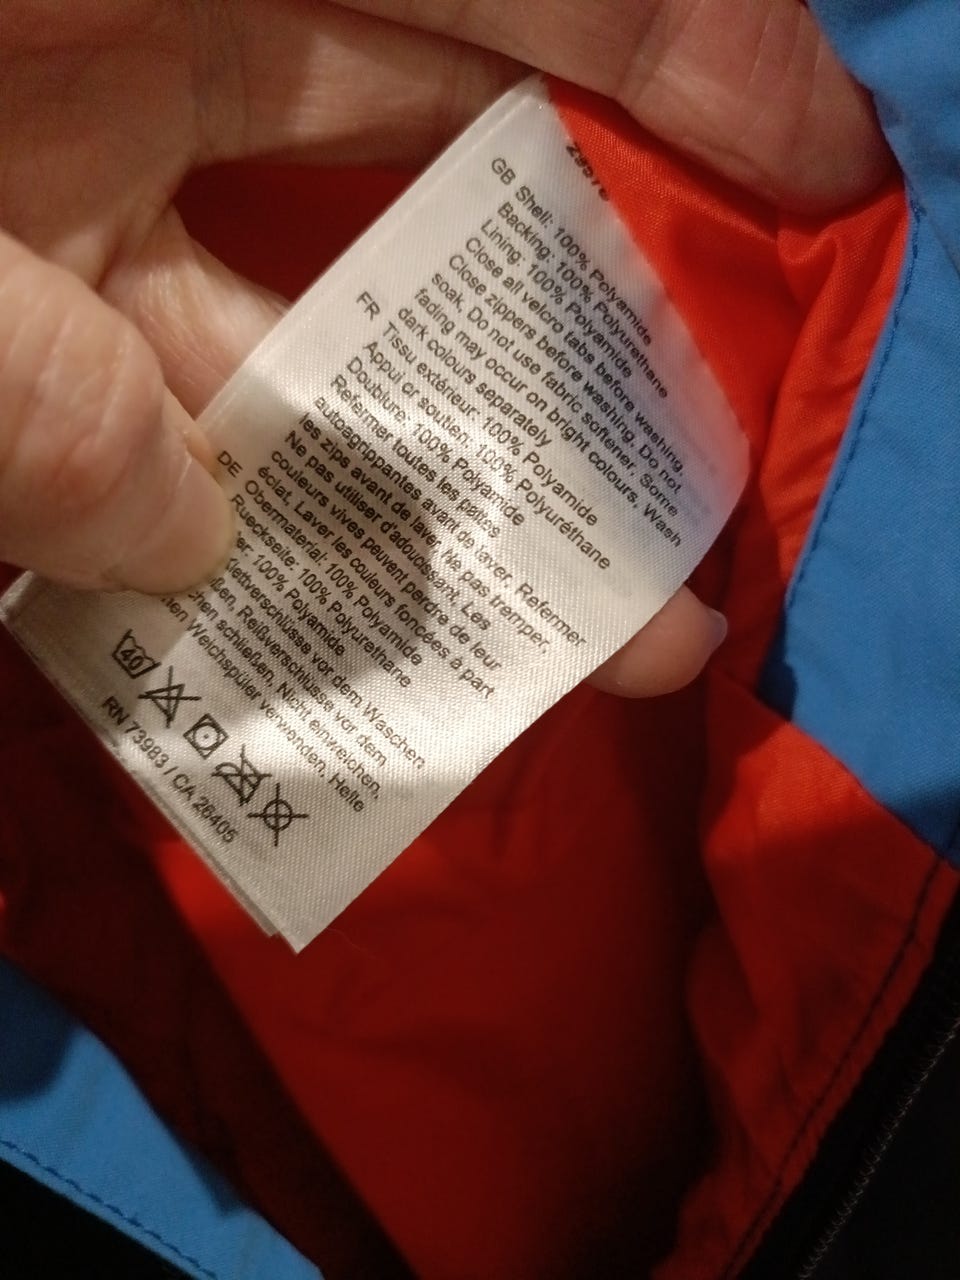 GB Shell: 100% Polyamide
Backing: 100% Polyurethane
Lining: 100% Polyamide
Close all velcro tabs before washing.
Close zippers before washing. Do not
soak. Do not use fabric softener. Some
fading may occur on bright colours, Wash
dark colours separately
FR Tissu extérieur: 100% Polyamide
Appui or soutien: 100% Polyuréthane
Doublure: 100% Polyamide
Refermer toutes les pattes
autoagrippantes avant de laver. Refermer
les zips avant de laver. Ne pas tremper,
Ne pas utiliser d'adoucissant. Les
couleurs vives peuvent perdre de leur
éclat. Laver les couleurs foncées à part
DE Obermaterial: 100% Polyamide
Rueckseite: 100% Polyurethane
er: 100% Polyamide
lettverschlüsse vor dem Waschen
ßen, Reißverschlüsse vor dem
chen schließen. Nicht einweichen,
ten Weichspüler verwenden. Helle
40
RN 73983 / CA 26405